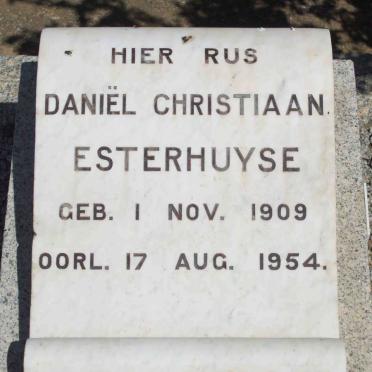 HIER RUS
DANIËL CHRISTIAAN.
ESTERHUYSE
GEB. 1 NOV. 1909
OORL. 17 AUG. 1954.